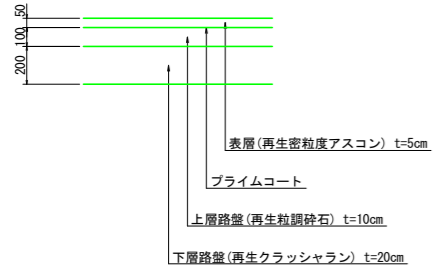 50
100
200
表層(再生密粒度アスコン) t=5cm
プライムコート
上層路盤(再生粒調砕石) t=10cm
下層路盤(再生クラッシャラン) t=20cm